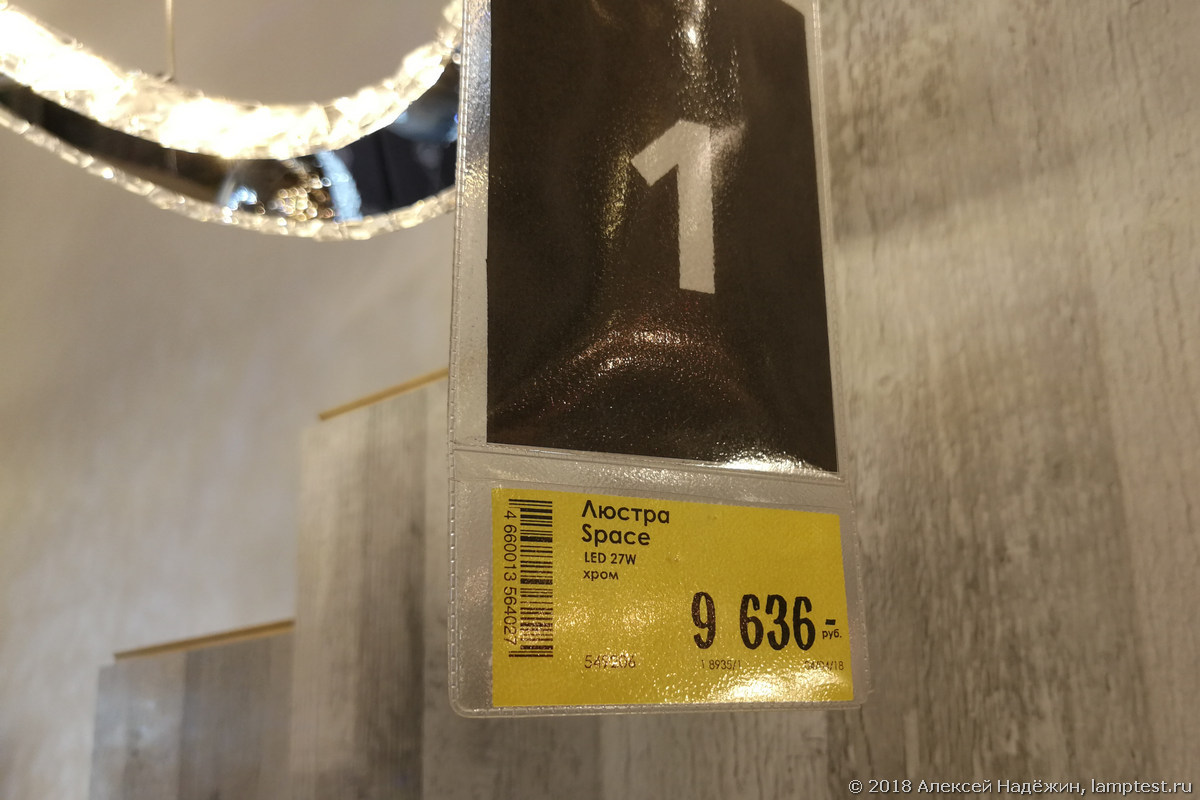 1
Люстра
Space
LED 27W
хром
9 636-
руб.
4 660013 564027
© 2018 Алексей Надёжин, lamptest.ru